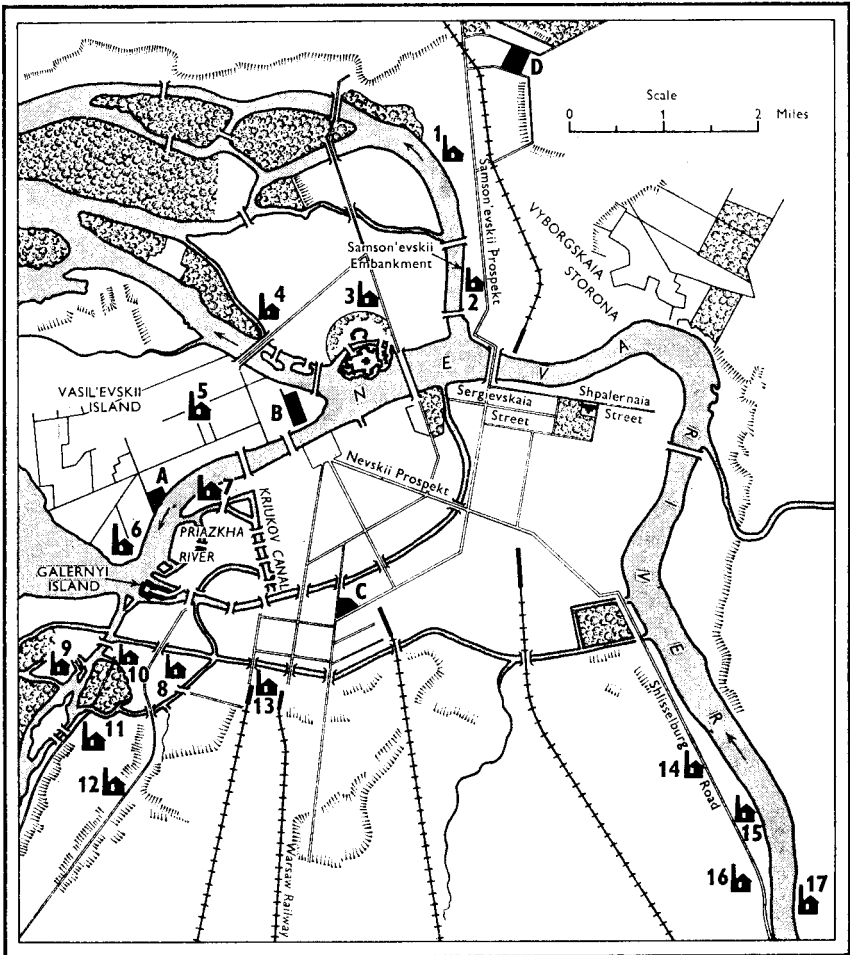 D
Scale
0 1 2 Miles
1
Samson'evskii Prospekt
VYBORGSKAIA
STORONA
Samson'evskii
Embankment
2
3
4
C
NEVA RIVER
VASIL'EVSKII
ISLAND
5
B
Sergievskaia
Street
Shpalernaia
Street
Nevskii Prospekt
A
7
KRIUKOV CANAL
6
PRIAZKHA
RIVER
GALERNYI
ISLAND
C
9
10
8
13
11
12
14
Shlisselburg Road
15
16
17
Warsaw Railway